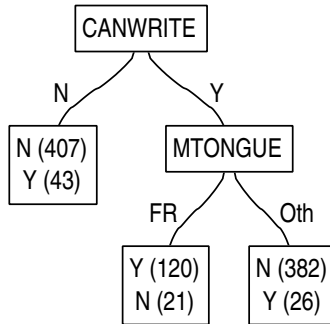 CANWRITE
N
Y
N (407)
Y (43)
MTONGUE
FR
Oth
Y (120)
N (21)
N (382)
Y (26)